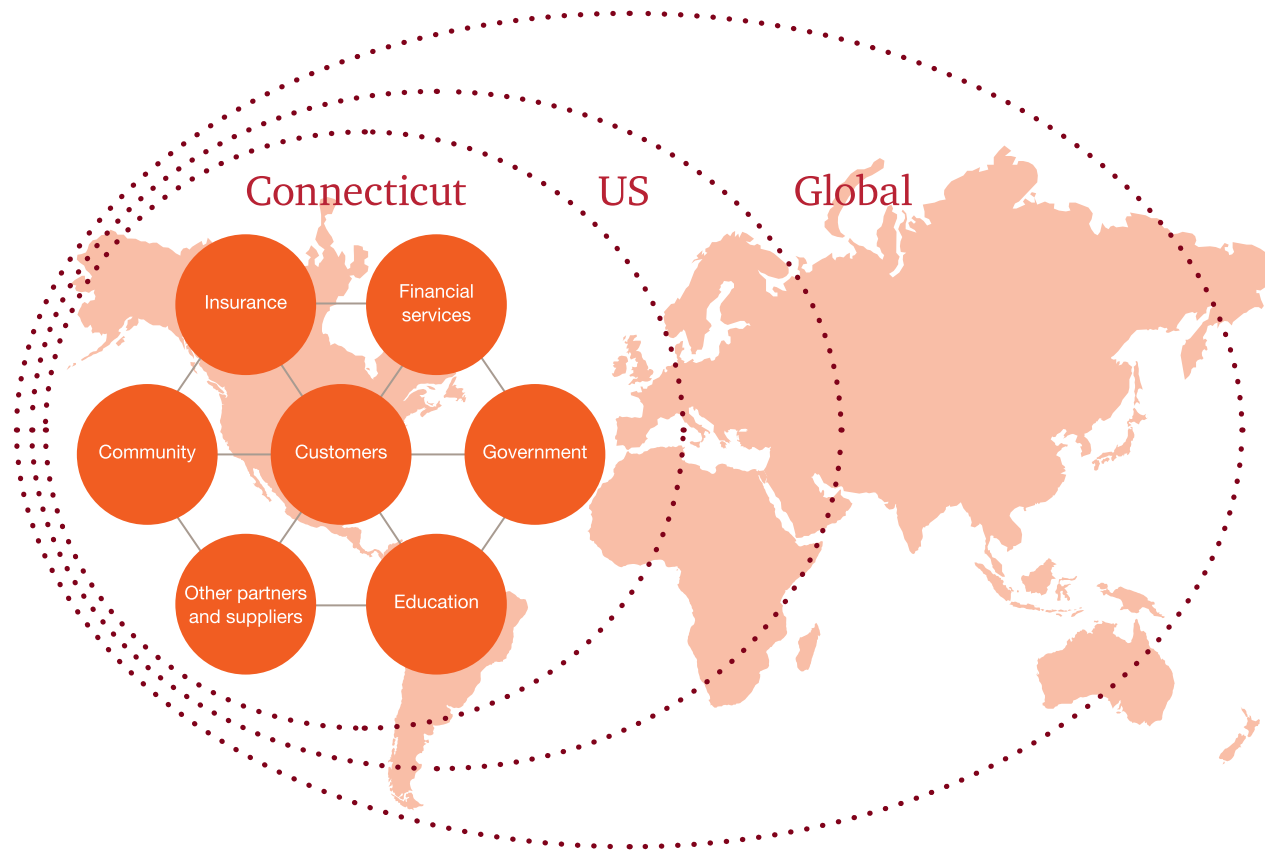 Connecticut
US
Global
Insurance
Financial
services
Community
Customers
Government
Other partners
and suppliers
Education